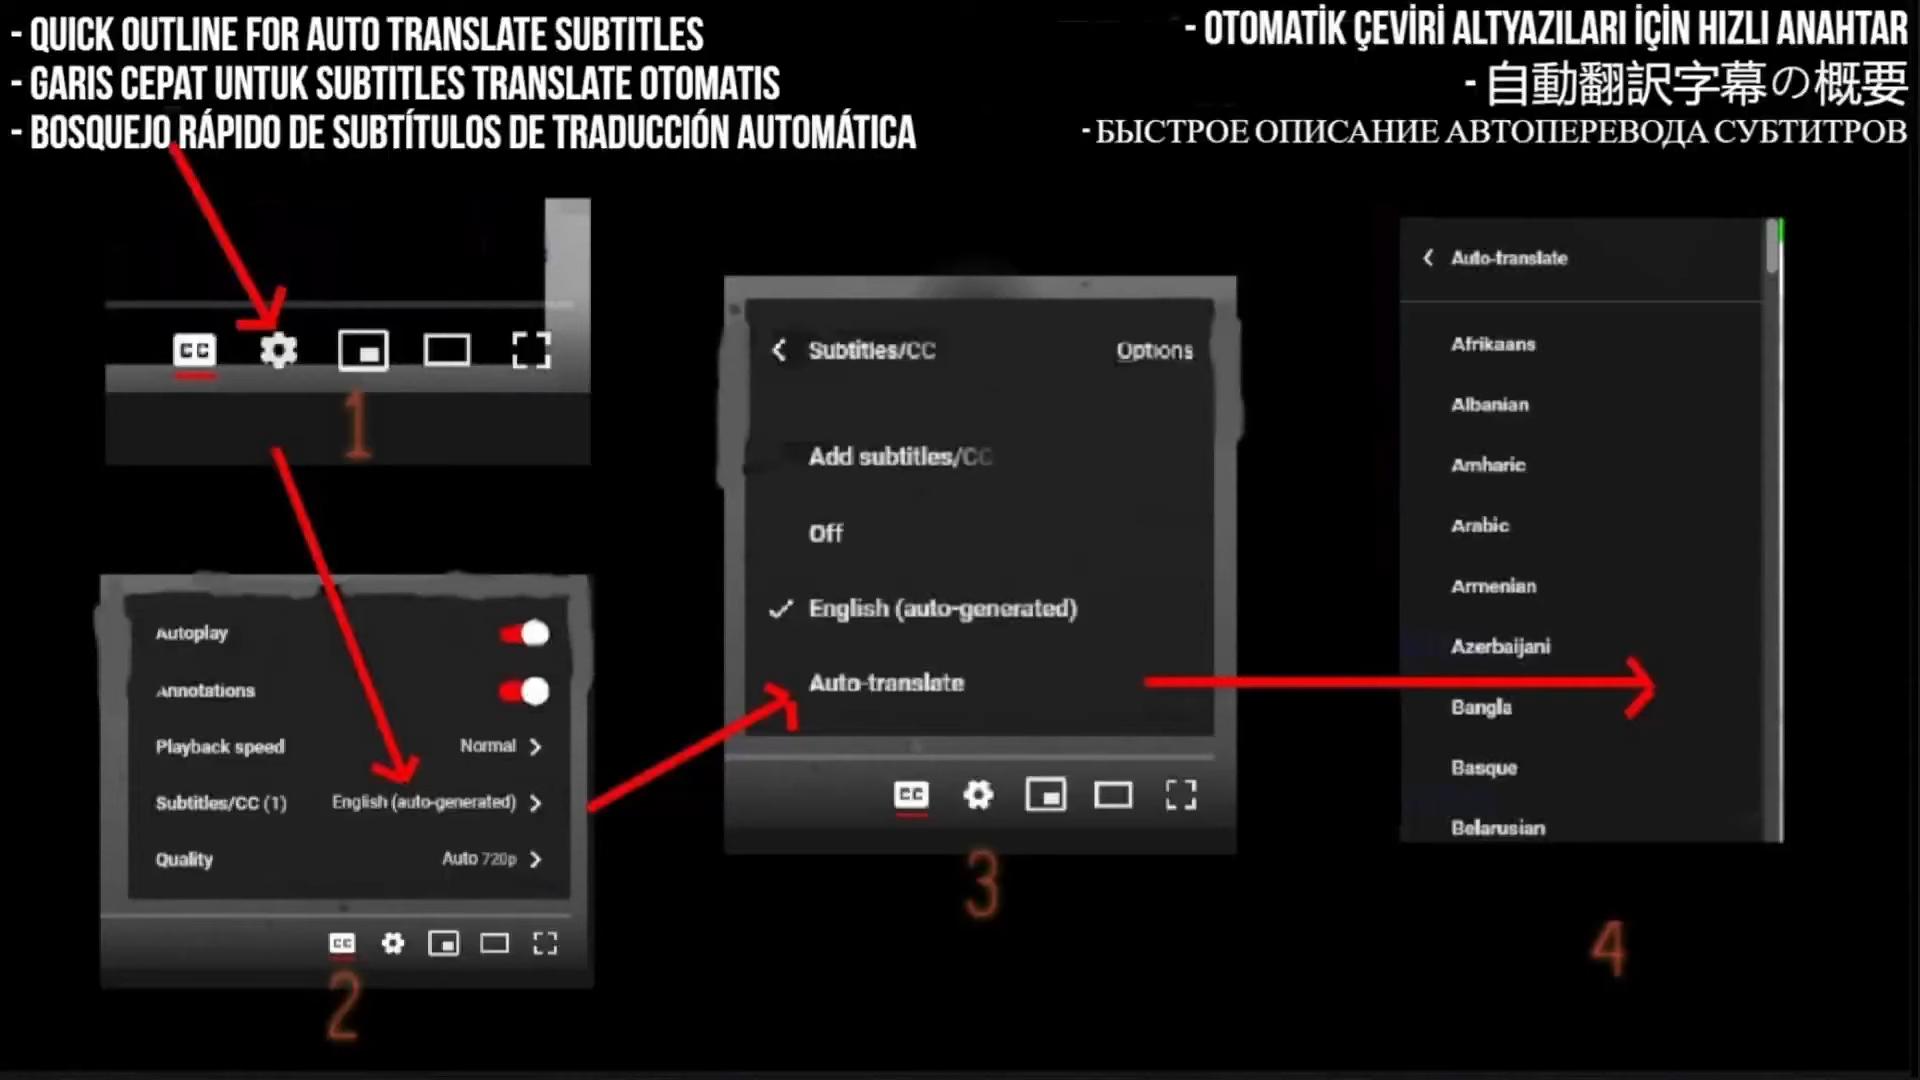 - QUICK OUTLINE FOR AUTO TRANSLATE SUBTITLES
- GARIS CEPAT UNTUK SUBTITLES TRANSLATE OTOMATIS
- BOSQUEJO RÁPIDO DE SUBTÍTULOS DE TRADUCCIÓN AUTOMÁTICA
- OTOMATİK ÇEVİRİ ALTYAZILARI İÇİN HIZLI ANAHTAR
- 自動翻訳字幕の概要
- БЫСТРОЕ ОПИСАНИЕ АВТОПЕРЕВОДА СУБТИТРОВ
CC
1
Autoplay
Annotations
Playback speed Normal
Subtitles/CC (1) English (auto-generated)
Quality Auto 720p
CC
2
Subtitles/CC Options
Add subtitles/CC
Off
English (auto-generated)
Auto-translate
CC
3
Auto-translate
Afrikaans
Albanian
Amharic
Arabic
Armenian
Azerbaijani
Bangla
Basque
Belarusian
4